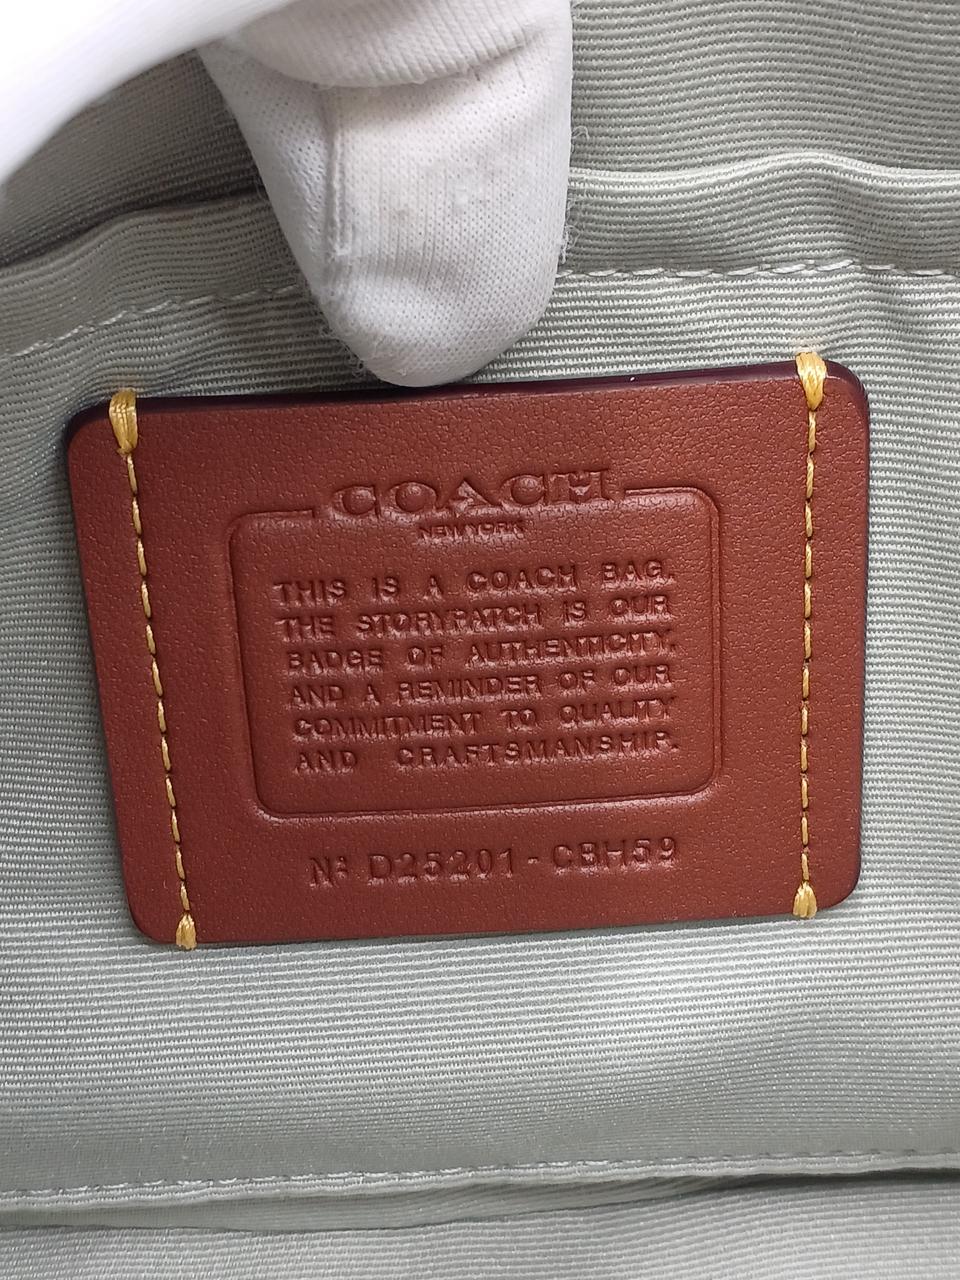 COACH
NEW YORK
THIS IS A COACH BAG.
THE STORYPATCH IS OUR
BADGE OF AUTHENTICITY,
AND A REMINDER OF OUR
COMMITMENT TO QUALITY
AND CRAFTSMANSHIP.
Nº D25201 - CBH59